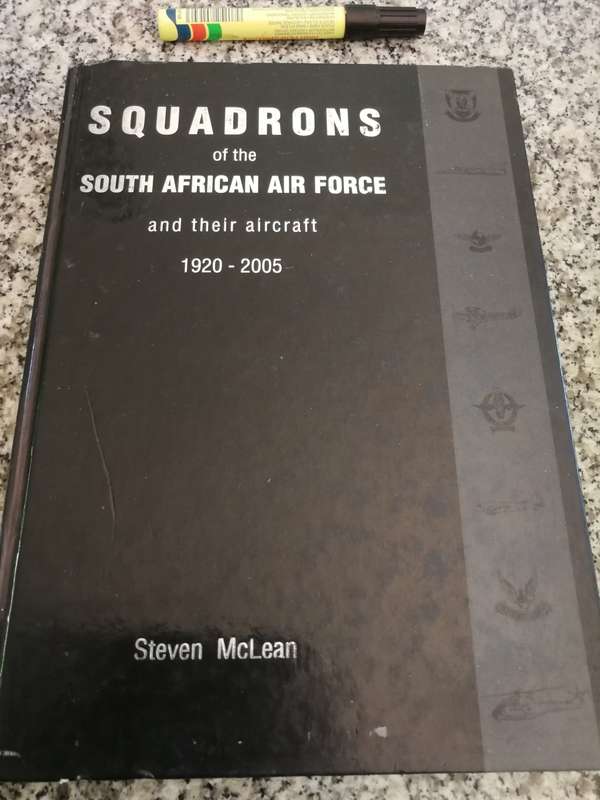 SQUADRONS
of the
SOUTH AFRICAN AIR FORCE
and their aircraft
1920 - 2005
Steven McLean